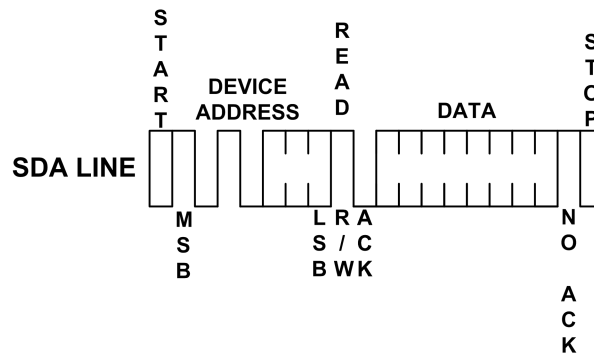 START
DEVICE
ADDRESS
READ
DATA
STOP
SDA LINE
MSB
LSB
R/W
ACK
NO ACK